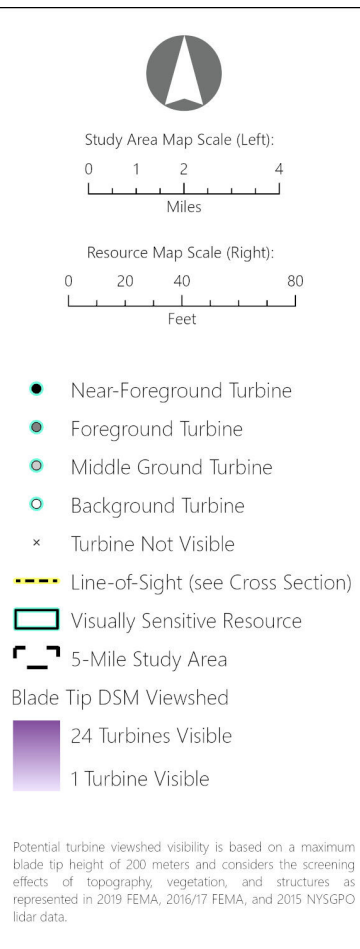 Study Area Map Scale (Left):
0 1 2 4
Miles
Resource Map Scale (Right):
0 20 40 80
Feet
Near-Foreground Turbine
Foreground Turbine
Middle Ground Turbine
Background Turbine
Turbine Not Visible
Line-of-Sight (see Cross Section)
Visually Sensitive Resource
5-Mile Study Area
Blade Tip DSM Viewshed
24 Turbines Visible
1 Turbine Visible
Potential turbine viewshed visibility is based on a maximum
blade tip height of 200 meters and considers the screening
effects of topography, vegetation, and structures as
represented in 2019 FEMA, 2016/17 FEMA, and 2015 NYSGPO
lidar data.